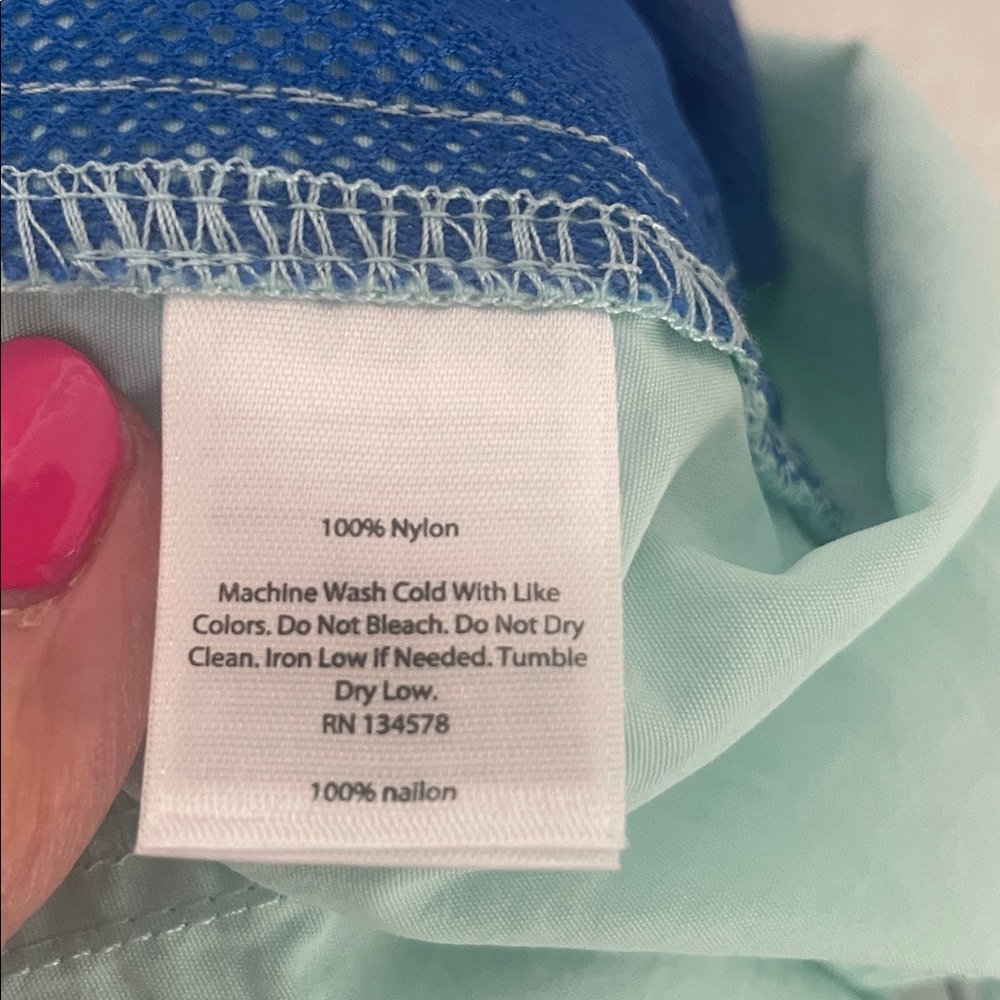 100% Nylon
Machine Wash Cold With Like
Colors. Do Not Bleach. Do Not Dry
Clean. Iron Low If Needed. Tumble
Dry Low.
RN 134578
100% nailon